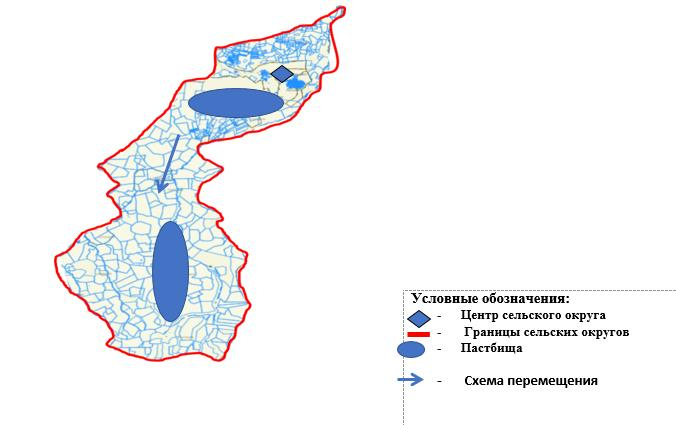 Условные обозначения:
- Центр сельского округа
- Границы сельских округов
- Пастбища
- Схема перемещения